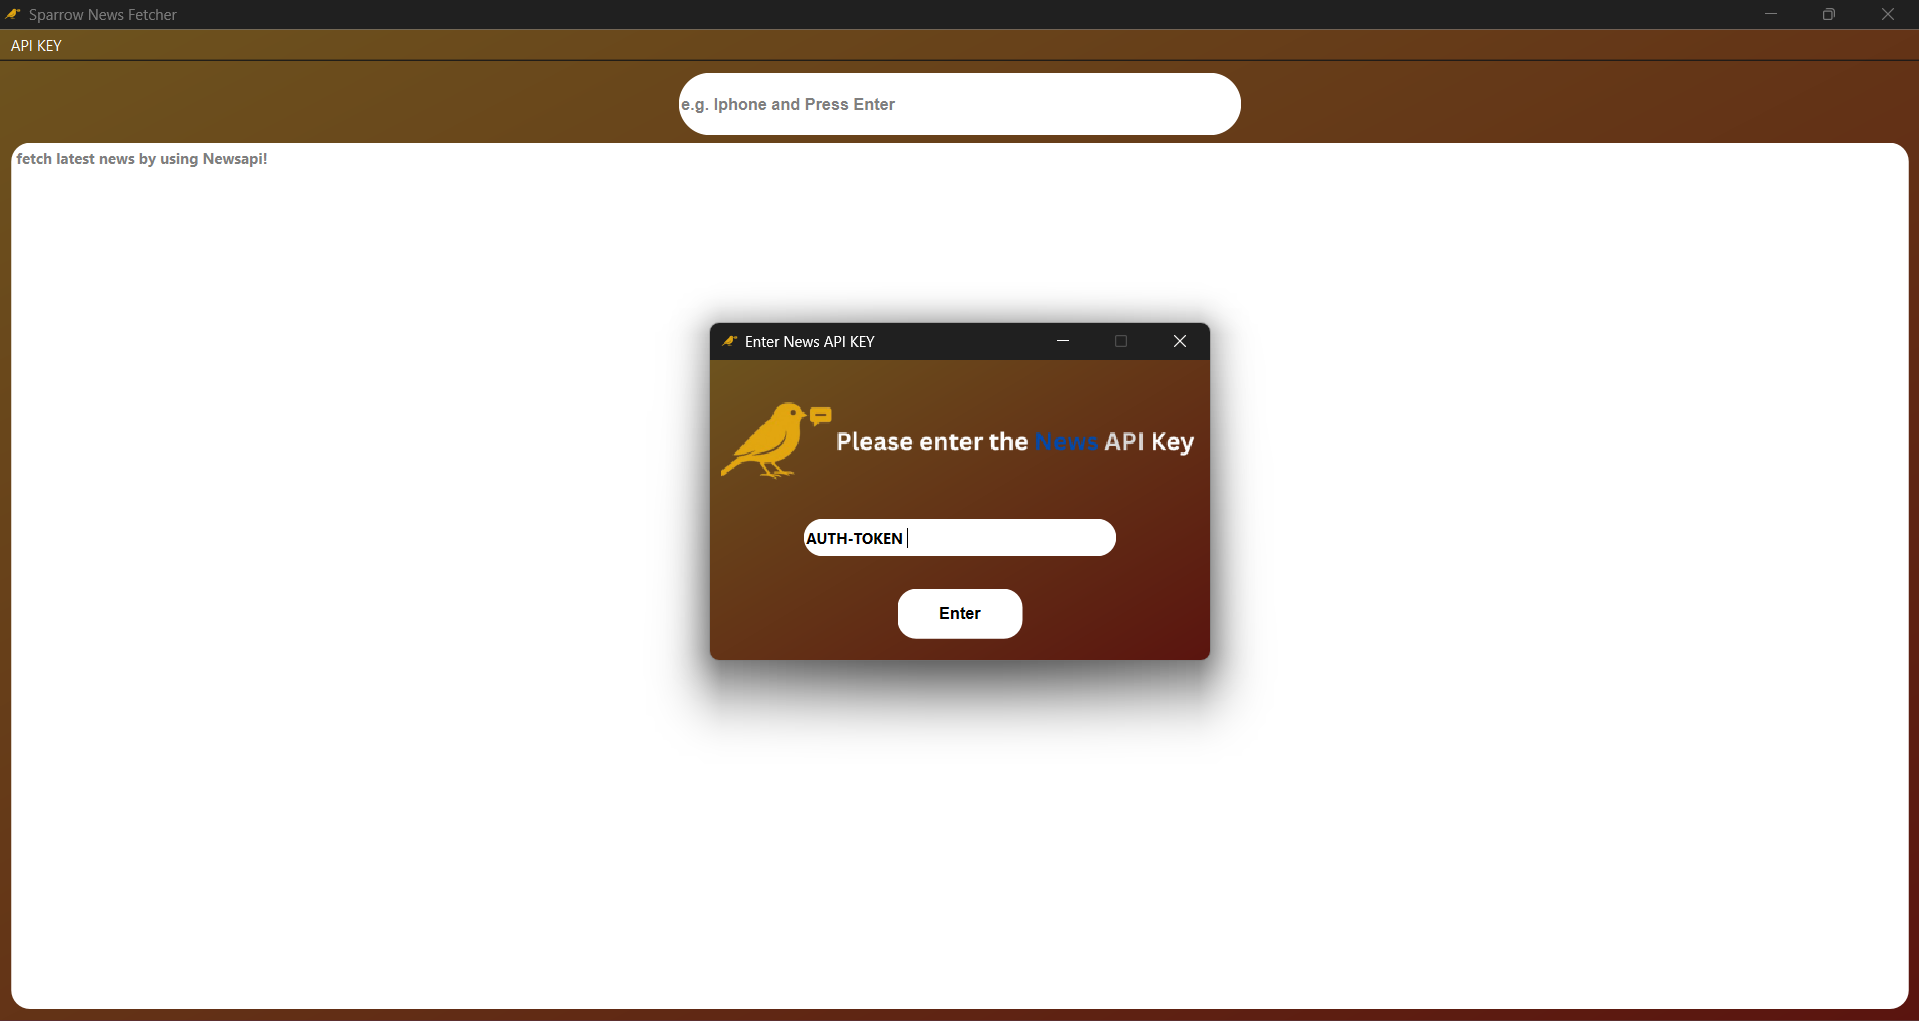 Sparrow News Fetcher
API KEY
e.g. Iphone and Press Enter
fetch latest news by using Newsapi!
Enter News API KEY
Please enter the News API Key
AUTH-TOKEN
Enter